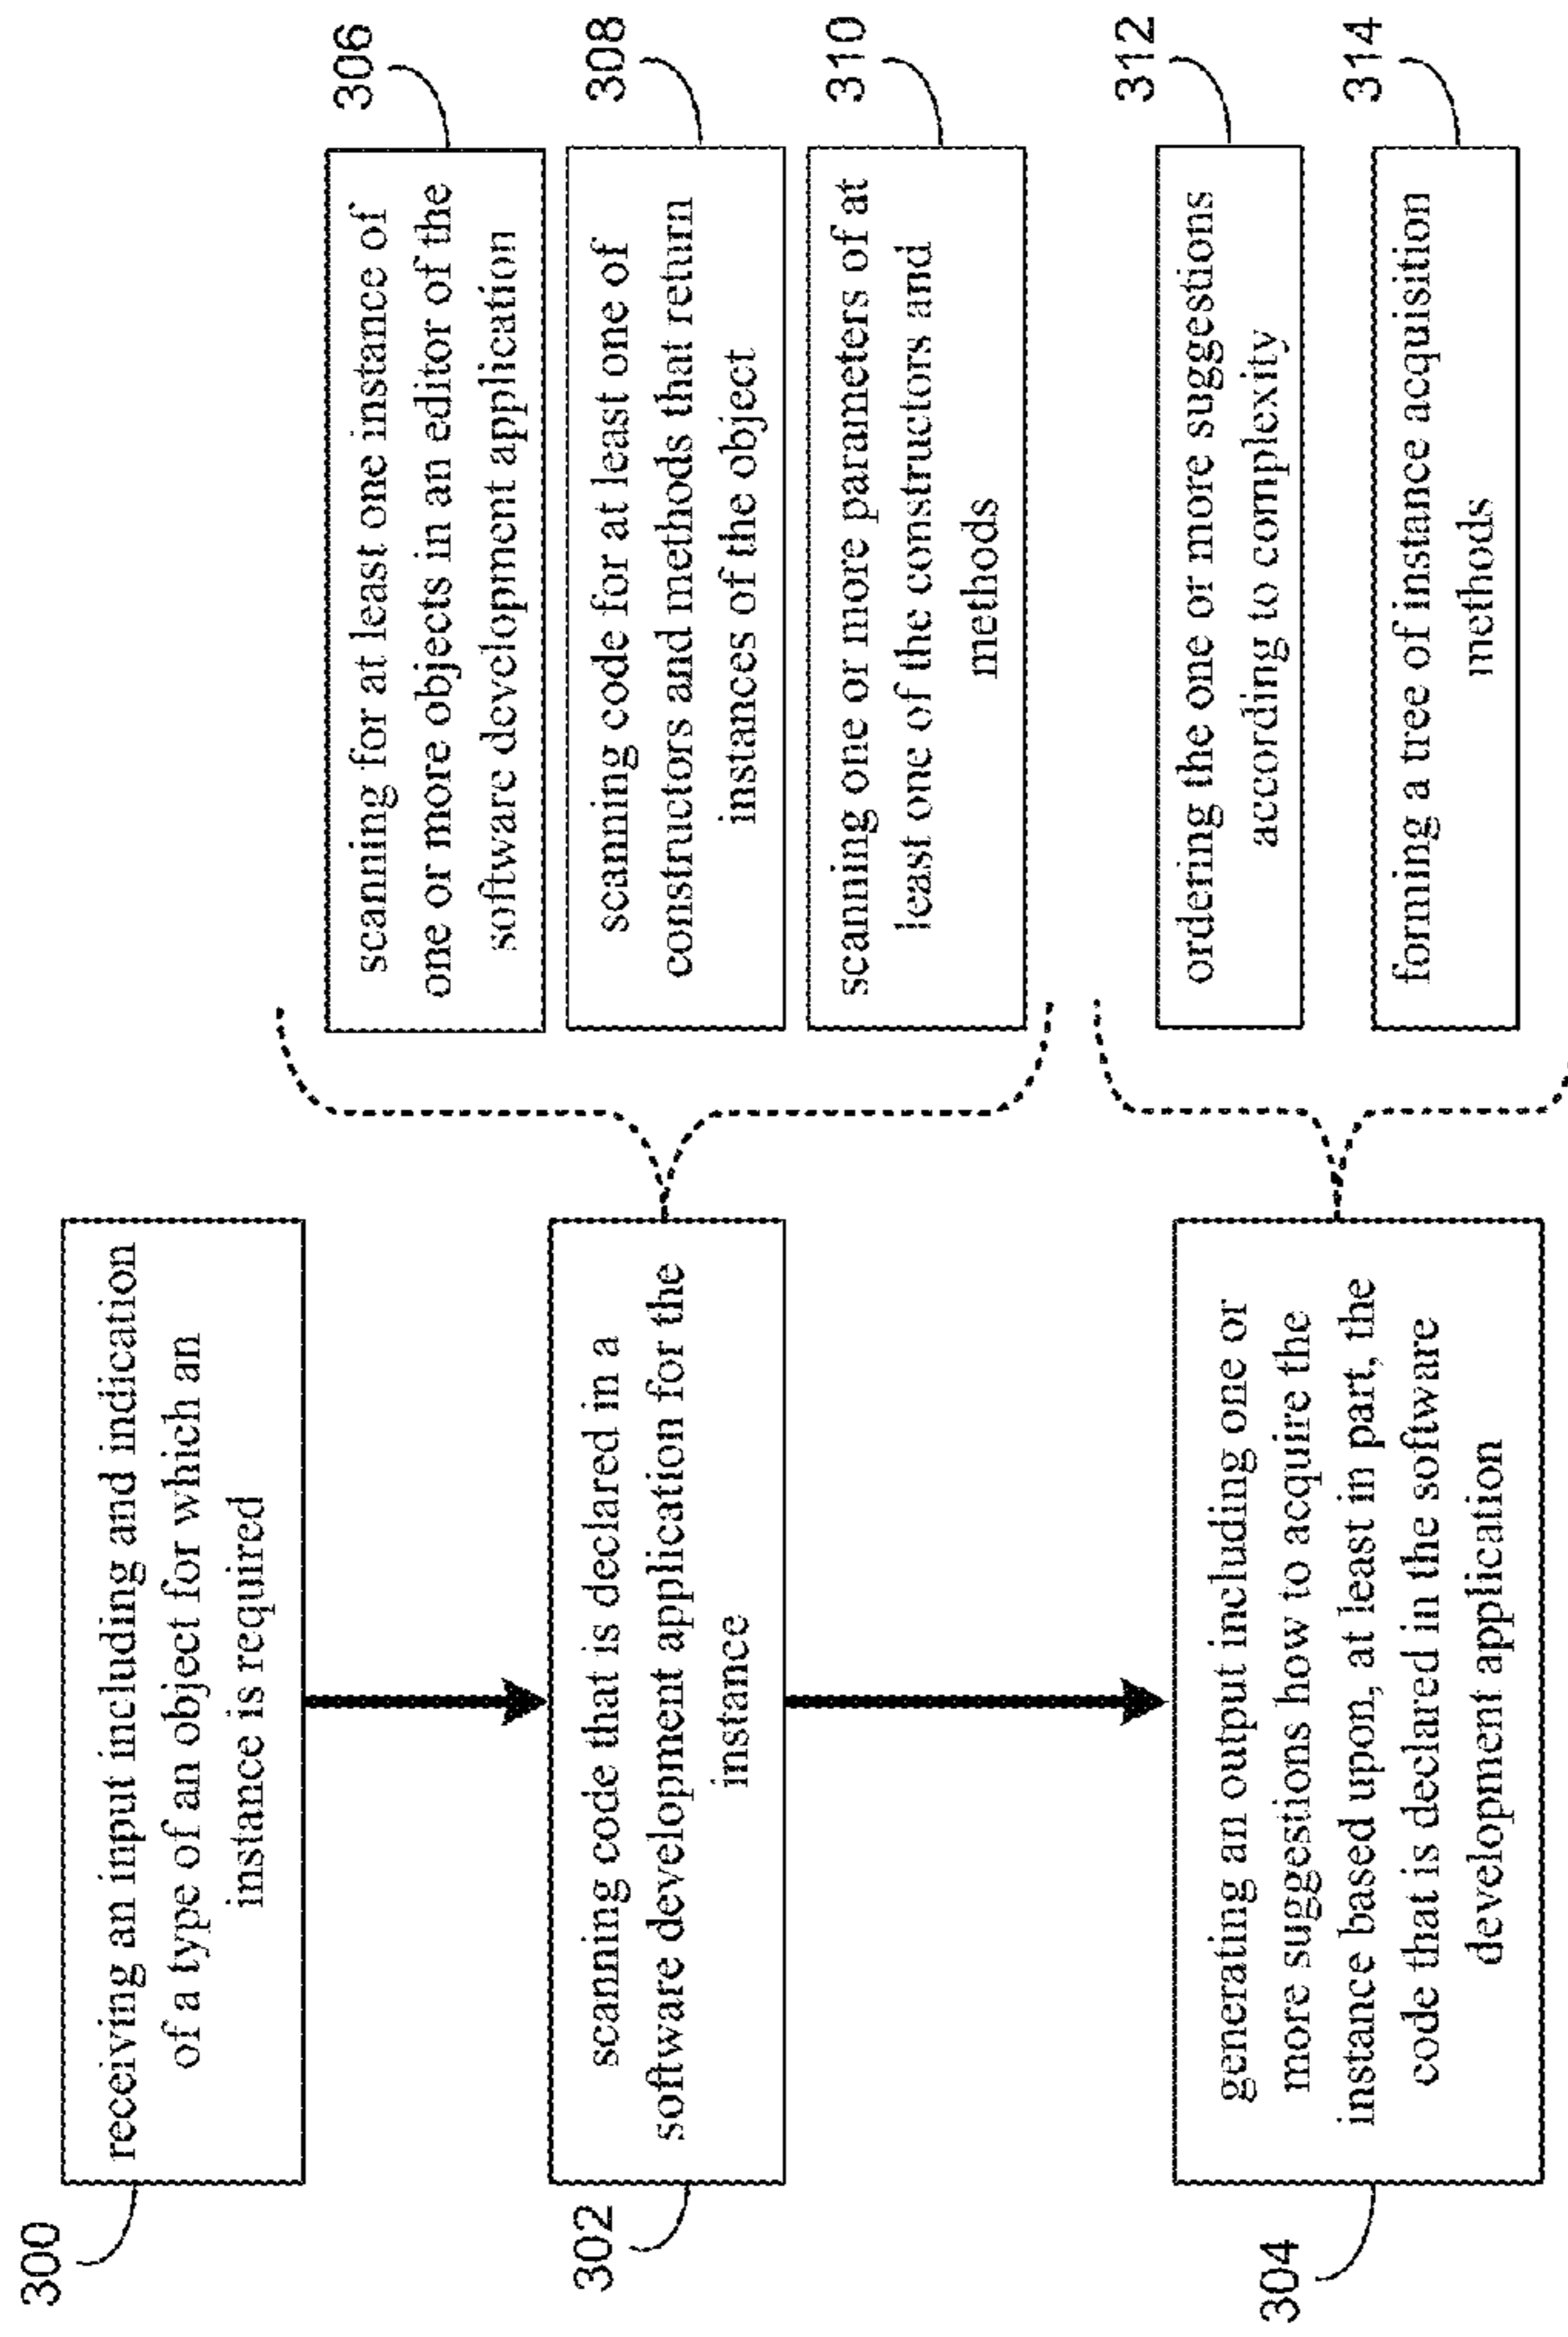 300
receiving an input including and indication
of a type of an object for which an
instance is required
302
scanning code that is declared in a
software development application for the
instance
304
generating an output including one or
more suggestions how to acquire the
instance based upon, at least in part, the
code that is declared in the software
development application
306
scanning for at least one instance of
one or more objects in an editor of the
software development application
308
scanning code for at least one of
constructors and methods that return
instances of the object
310
scanning one or more parameters of at
least one of the constructors and
methods
312
ordering the one or more suggestions
according to complexity
314
forming a tree of instance acquisition
methods